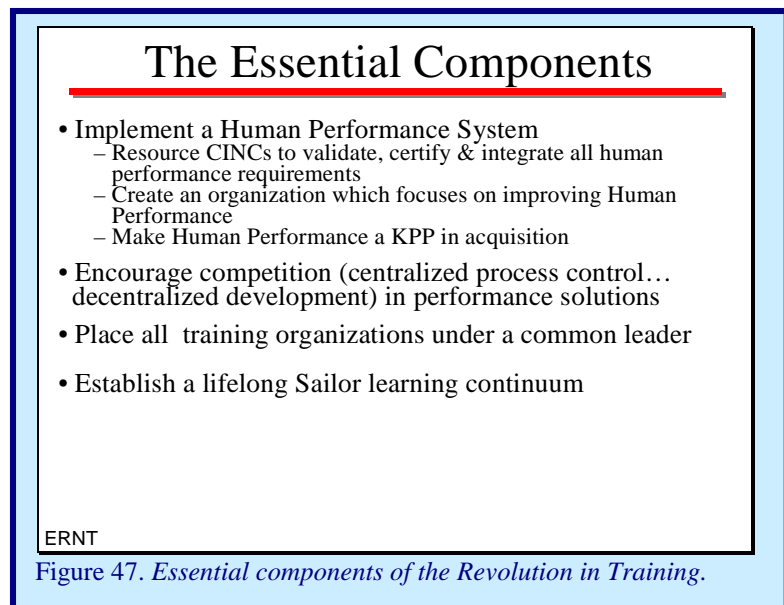 The Essential Components
• Implement a Human Performance System
– Resource CINCs to validate, certify & integrate all human
performance requirements
– Create an organization which focuses on improving Human
Performance
– Make Human Performance a KPP in acquisition
• Encourage competition (centralized process control…
decentralized development) in performance solutions
• Place all training organizations under a common leader
• Establish a lifelong Sailor learning continuum
ERNT
Figure 47. Essential components of the Revolution in Training.